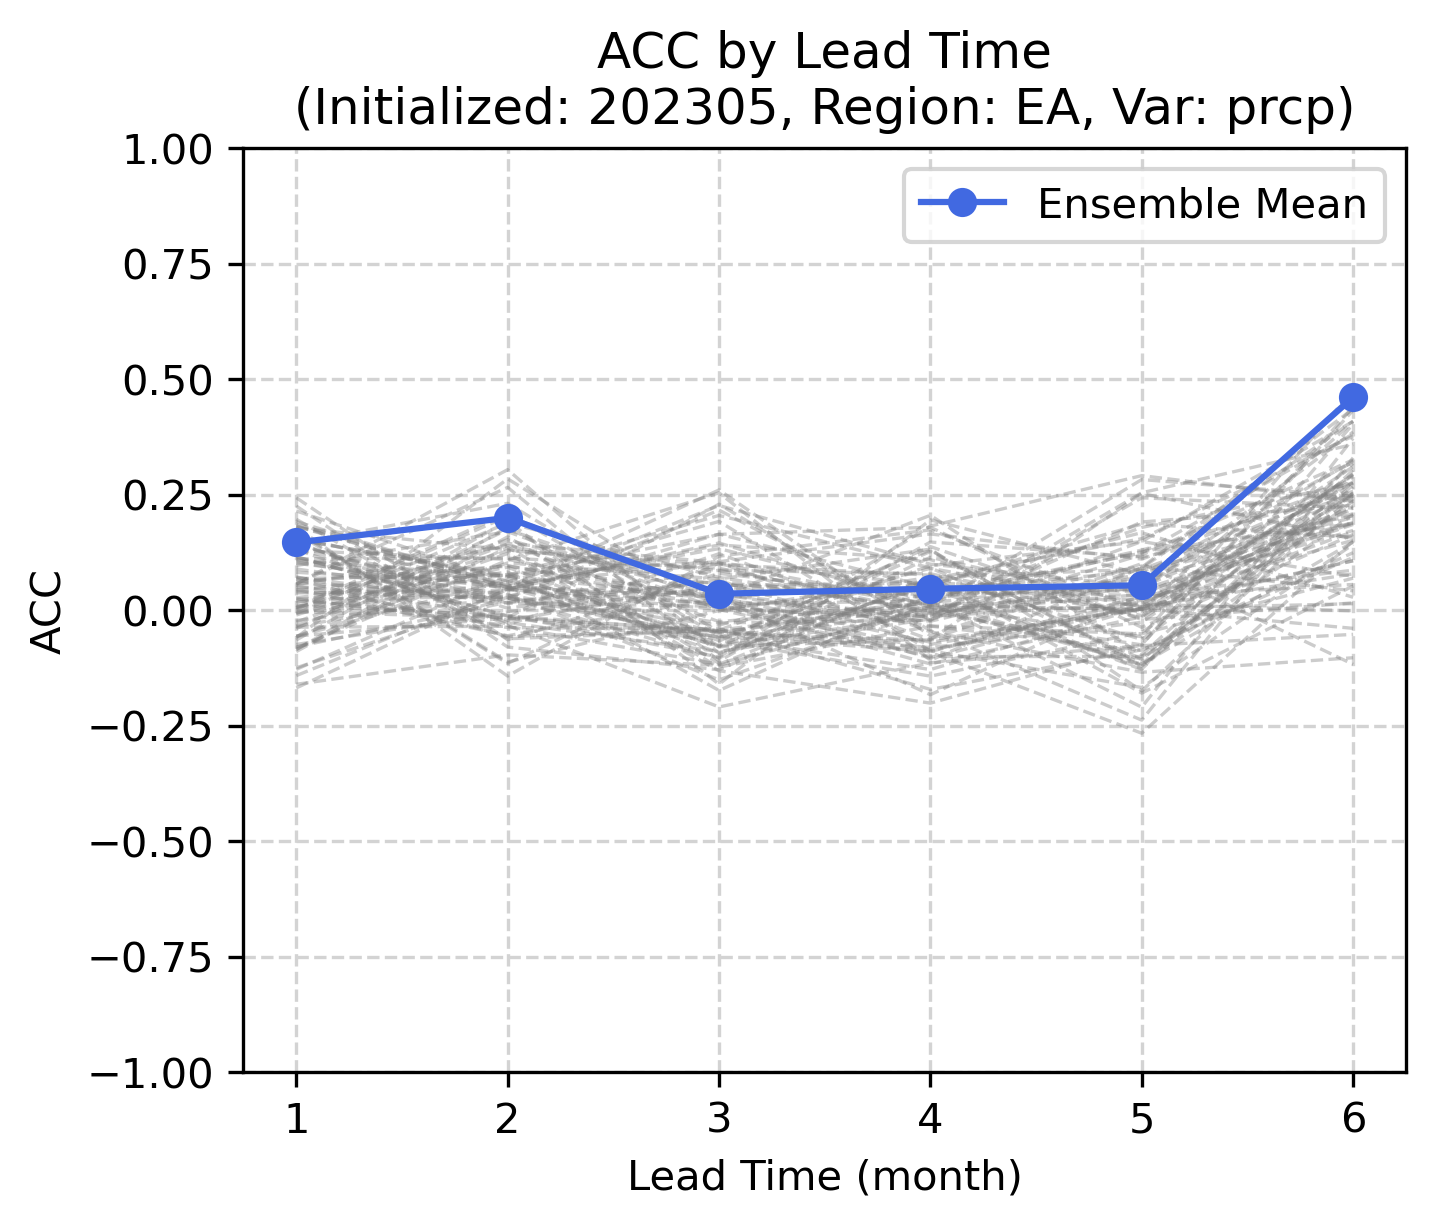 ACC by Lead Time
(Initialized: 202305, Region: EA, Var: prcp)
Ensemble Mean
ACC
1.00
0.75
0.50
0.25
0.00
−0.25
−0.50
−0.75
−1.00
1 2 3 4 5 6
Lead Time (month)